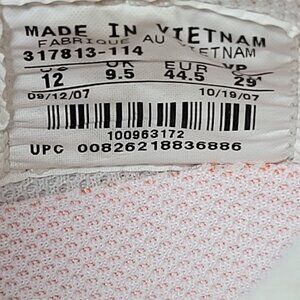 MADE IN VIETNAM
FABRIQUE AU VIETNAM
317813-114
UK EUR
12 9.5 44.5 29
09/12/07 10/19/07
100963172
UPC 00826218836886